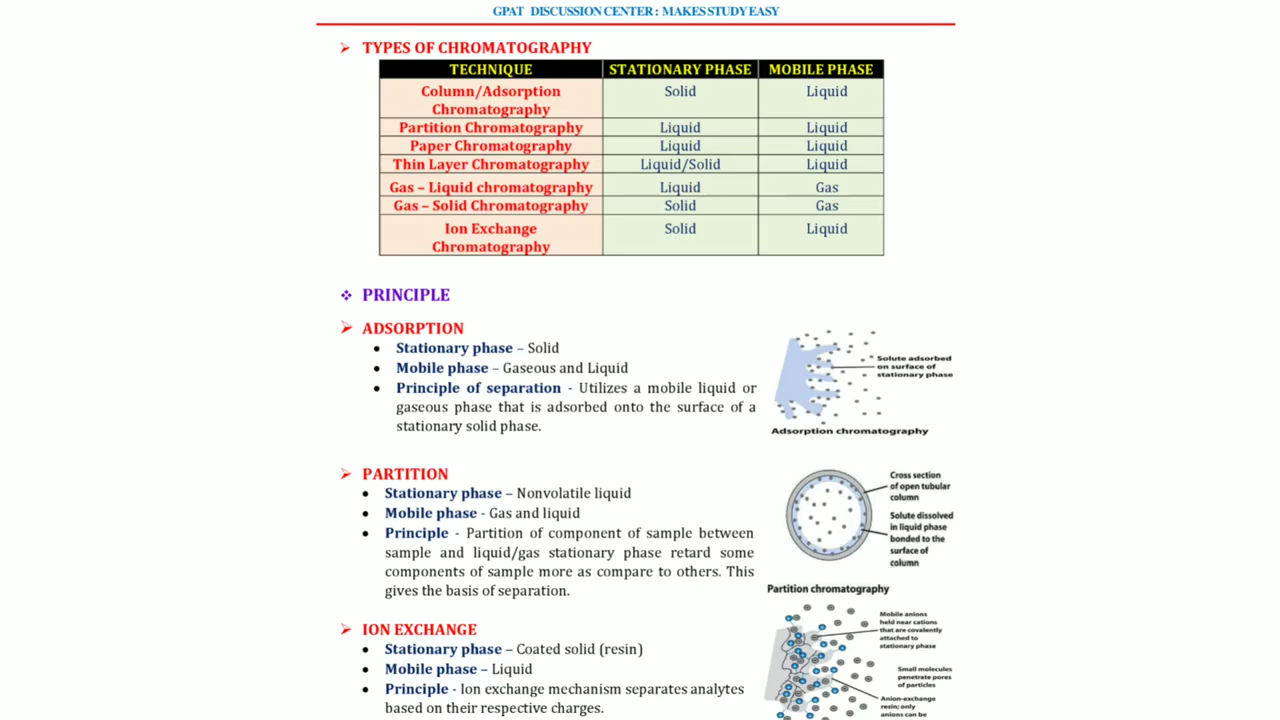 GPAT DISCUSSION CENTER : MAKES STUDY EASY
➢ TYPES OF CHROMATOGRAPHY
TECHNIQUE STATIONARY PHASE MOBILE PHASE
Column/Adsorption Solid Liquid
Chromatography
Partition Chromatography Liquid Liquid
Paper Chromatography Liquid Liquid
Thin Layer Chromatography Liquid/Solid Liquid
Gas – Liquid chromatography Liquid Gas
Gas – Solid Chromatography Solid Gas
Ion Exchange Solid Liquid
Chromatography
❖ PRINCIPLE
➢ ADSORPTION
• Stationary phase – Solid
• Mobile phase – Gaseous and Liquid
• Principle of separation - Utilizes a mobile liquid or
gaseous phase that is adsorbed onto the surface of a
stationary solid phase.
Solute adsorbed
on surface of
stationary phase
Adsorption chromatography
➢ PARTITION
• Stationary phase – Nonvolatile liquid
• Mobile phase - Gas and liquid
• Principle - Partition of component of sample between
sample and liquid/gas stationary phase retard some
components of sample more as compare to others. This
gives the basis of separation.
Cross section
of open tubular
column
Solute dissolved
in liquid phase
bonded to the
surface of
column
Partition chromatography
➢ ION EXCHANGE
• Stationary phase – Coated solid (resin)
• Mobile phase – Liquid
• Principle - Ion exchange mechanism separates analytes
based on their respective charges.
Mobile anions
held near cations
that are covalently
attached to
stationary phase
Small molecules
penetrate pores
of particles
Anion-exchange
resin; only
anions can be